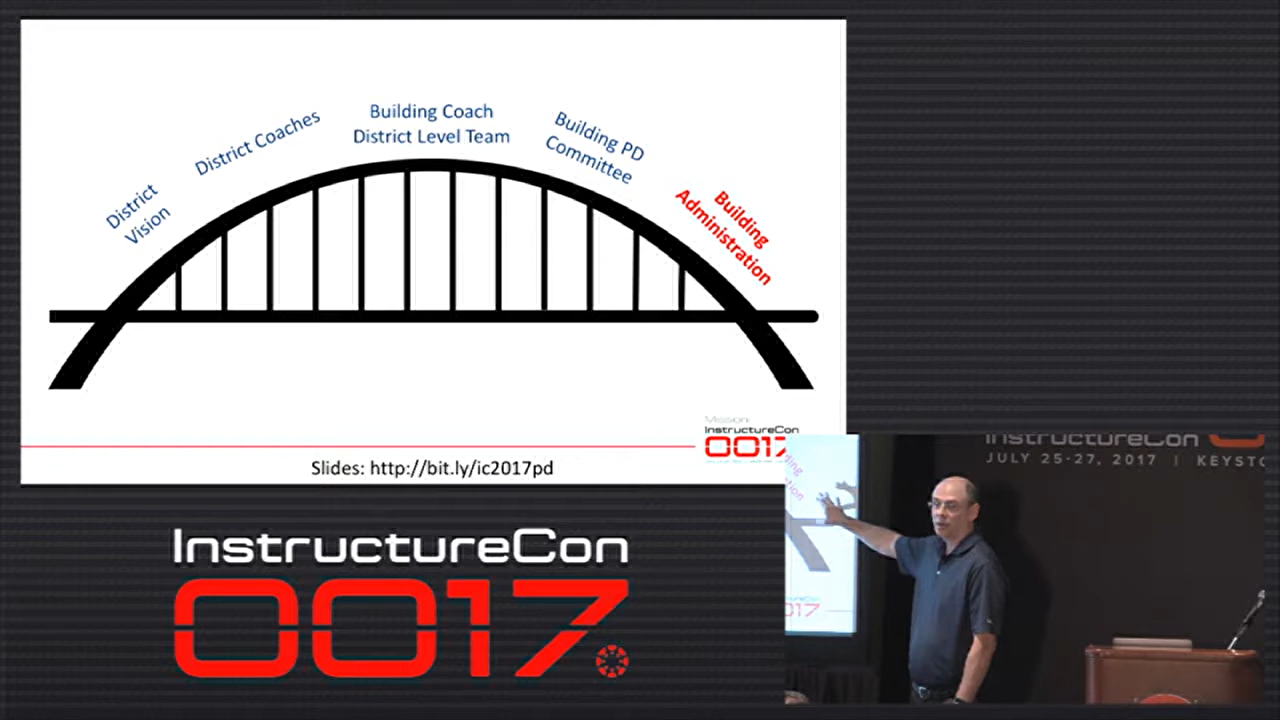 District
Vision
District Coaches
Building Coach
District Level Team
Building PD
Committee
Building
Administration
Mission:
InstructureCon
0017
Slides: http://bit.ly/ic2017pd
InstructureCon
0017
InstructureCon
JULY 25-27, 2017 |